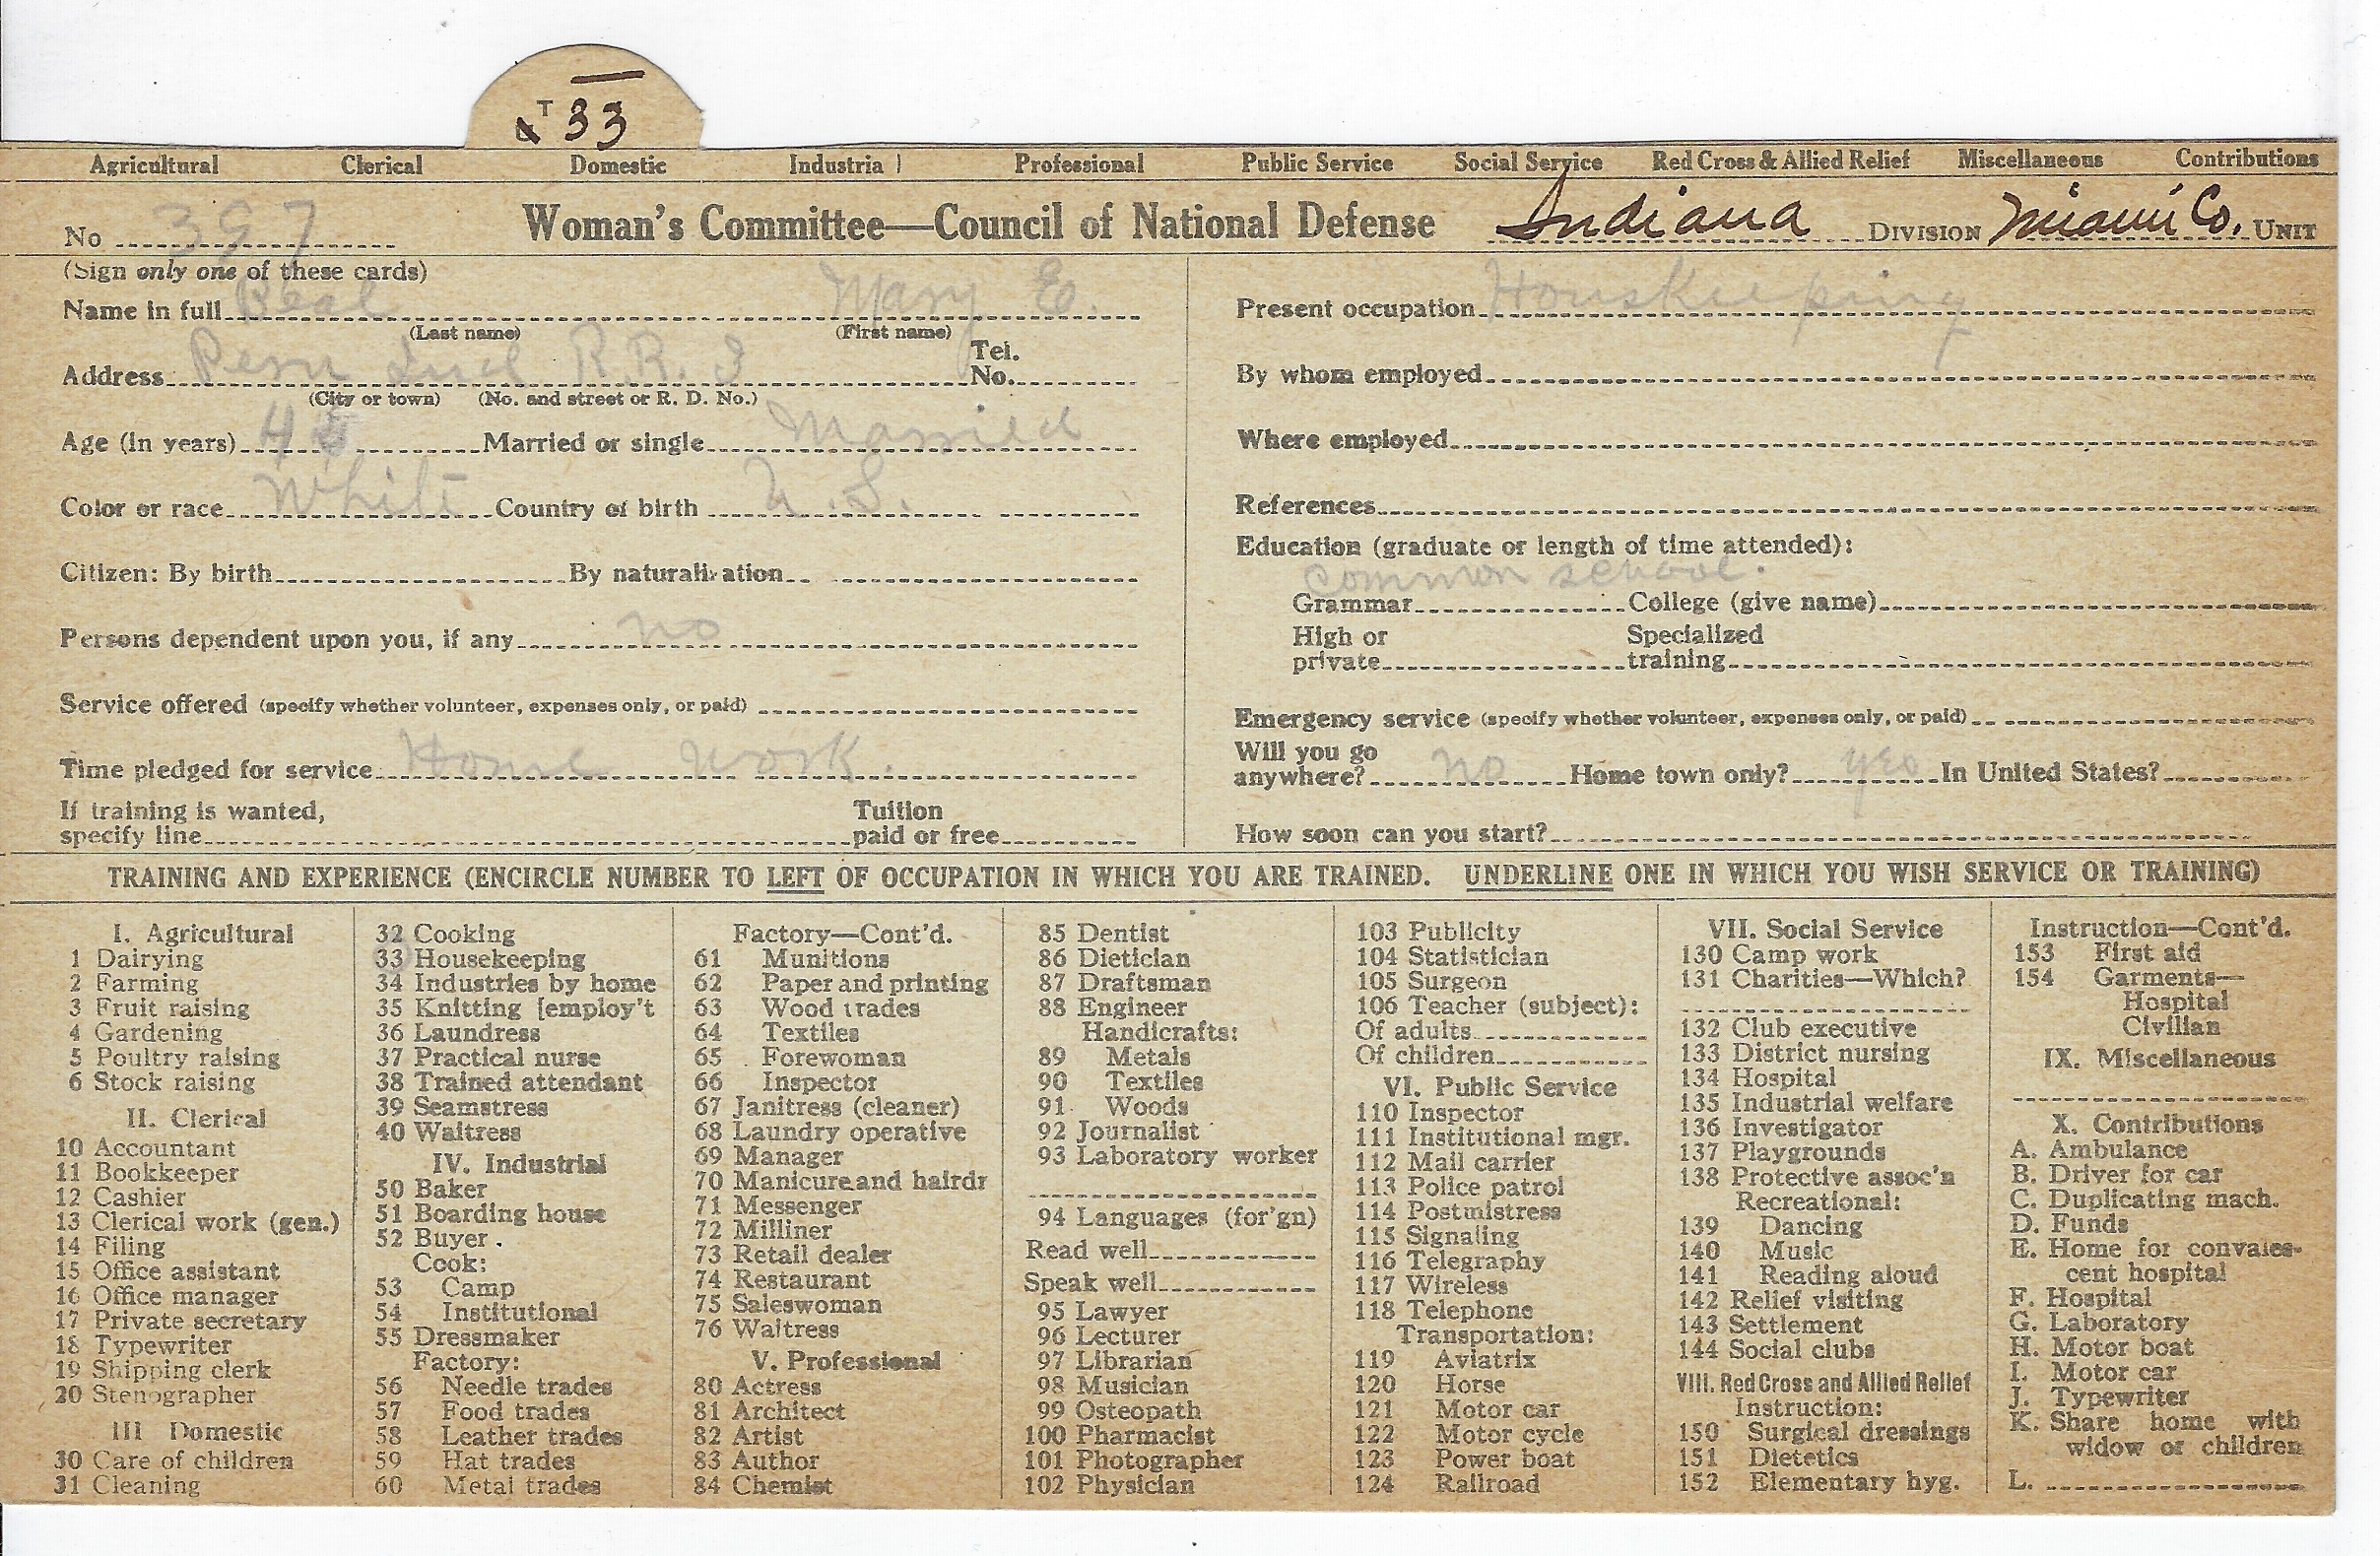 T 33
Agricultural Clerical Domestic Industrial Professional Public Service Social Service Red Cross & Allied Relief Miscellaneous Contributions
No 397 Woman's Committee—Council of National Defense Indiana DIVISION Miami Co. UNIT
(Sign only one of these cards)
Name in full Beal Mary E.
(Last name) (First name)
Address Peru Ind R.R. 3 Tel. No.
(City or town) (No. and street or R. D. No.)
Age (in years) 45 Married or single Married
Color or race White Country of birth U.S.
Citizen: By birth By naturalization
Persons dependent upon you, if any no
Service offered (specify whether volunteer, expenses only, or paid)
Time pledged for service Home work.
If training is wanted, specify line Tuition paid or free
Present occupation Houskeeping
By whom employed
Where employed
References
Education (graduate or length of time attended):
Common school.
Grammar College (give name)
High or private Specialized training
Emergency service (specify whether volunteer, expenses only, or paid)
Will you go anywhere? no Home town only? yes In United States?
How soon can you start?
TRAINING AND EXPERIENCE (ENCIRCLE NUMBER TO LEFT OF OCCUPATION IN WHICH YOU ARE TRAINED. UNDERLINE ONE IN WHICH YOU WISH SERVICE OR TRAINING)
I. Agricultural
1 Dairying
2 Farming
3 Fruit raising
4 Gardening
5 Poultry raising
6 Stock raising
II. Clerical
10 Accountant
11 Bookkeeper
12 Cashier
13 Clerical work (gen.)
14 Filing
15 Office assistant
16 Office manager
17 Private secretary
18 Typewriter
19 Shipping clerk
20 Stenographer
III Domestic
30 Care of children
31 Cleaning
32 Cooking
33 Housekeeping
34 Industries by home
35 Knitting [employ't
36 Laundress
37 Practical nurse
38 Trained attendant
39 Seamstress
40 Waitress
IV. Industrial
50 Baker
51 Boarding house
52 Buyer.
Cook:
53 Camp
54 Institutional
55 Dressmaker
Factory:
56 Needle trades
57 Food trades
58 Leather trades
59 Hat trades
60 Metal trades
Factory—Cont'd.
61 Munitions
62 Paper and printing
63 Wood trades
64 Textiles
65 Forewoman
66 Inspector
67 Janitress (cleaner)
68 Laundry operative
69 Manager
70 Manicure and hairdr
71 Messenger
72 Milliner
73 Retail dealer
74 Restaurant
75 Saleswoman
76 Waitress
V. Professional
80 Actress
81 Architect
82 Artist
83 Author
84 Chemist
85 Dentist
86 Dietician
87 Draftsman
88 Engineer
Handicrafts:
89 Metals
90 Textiles
91 Woods
92 Journalist
93 Laboratory worker
94 Languages (for'gn)
Read well
Speak well
95 Lawyer
96 Lecturer
97 Librarian
98 Musician
99 Osteopath
100 Pharmacist
101 Photographer
102 Physician
103 Publicity
104 Statistician
105 Surgeon
106 Teacher (subject):
Of adults
Of children
VI. Public Service
110 Inspector
111 Institutional mgr.
112 Mail carrier
113 Police patrol
114 Postmistress
115 Signaling
116 Telegraphy
117 Wireless
118 Telephone
Transportation:
119 Aviatrix
120 Horse
121 Motor car
122 Motor cycle
123 Power boat
124 Railroad
VII. Social Service
130 Camp work
131 Charities—Which?
132 Club executive
133 District nursing
134 Hospital
135 Industrial welfare
136 Investigator
137 Playgrounds
138 Protective assoc'n
Recreational:
139 Dancing
140 Music
141 Reading aloud
142 Relief visiting
143 Settlement
144 Social clubs
VIII. Red Cross and Allied Relief
Instruction:
150 Surgical dressings
151 Dietetics
152 Elementary hyg.
Instruction—Cont'd.
153 First aid
154 Garments—
Hospital
Civilian
IX. Miscellaneous
X. Contributions
A. Ambulance
B. Driver for car
C. Duplicating mach.
D. Funds
E. Home for convales-
cent hospital
F. Hospital
G. Laboratory
H. Motor boat
I. Motor car
J. Typewriter
K. Share home with
widow or children
L.